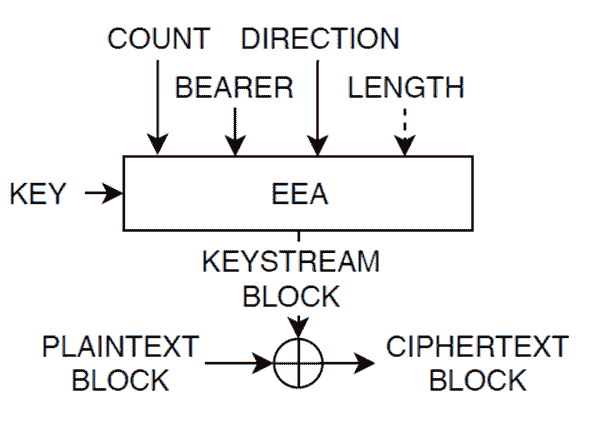 COUNT DIRECTION
BEARER LENGTH
KEY EEA
KEYSTREAM
BLOCK
PLAINTEXT
BLOCK
CIPHERTEXT
BLOCK